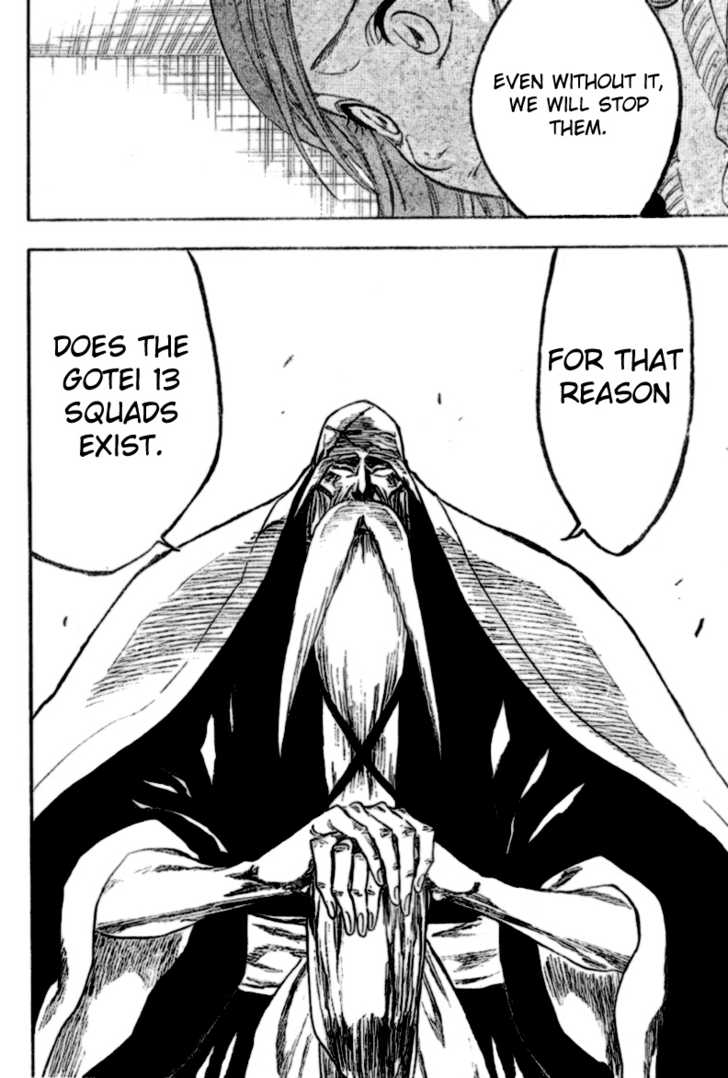 EVEN WITHOUT IT,
WE WILL STOP
THEM.
FOR THAT
REASON
DOES THE
GOTEI 13
SQUADS
EXIST.